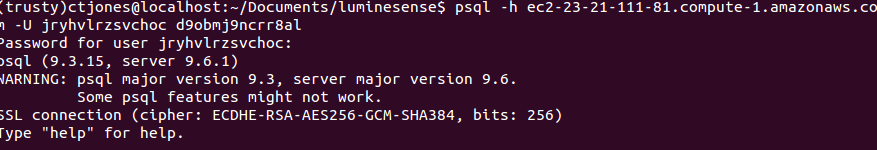 (trusty)ctjones@localhost:~/Documents/luminesense$ psql -h ec2-23-21-111-81.compute-1.amazonaws.co
m -U jryhvlrzsvchoc d9obmj9ncrr8al
Password for user jryhvlrzsvchoc:
psql (9.3.15, server 9.6.1)
WARNING: psql major version 9.3, server major version 9.6.
         Some psql features might not work.
SSL connection (cipher: ECDHE-RSA-AES256-GCM-SHA384, bits: 256)
Type "help" for help.